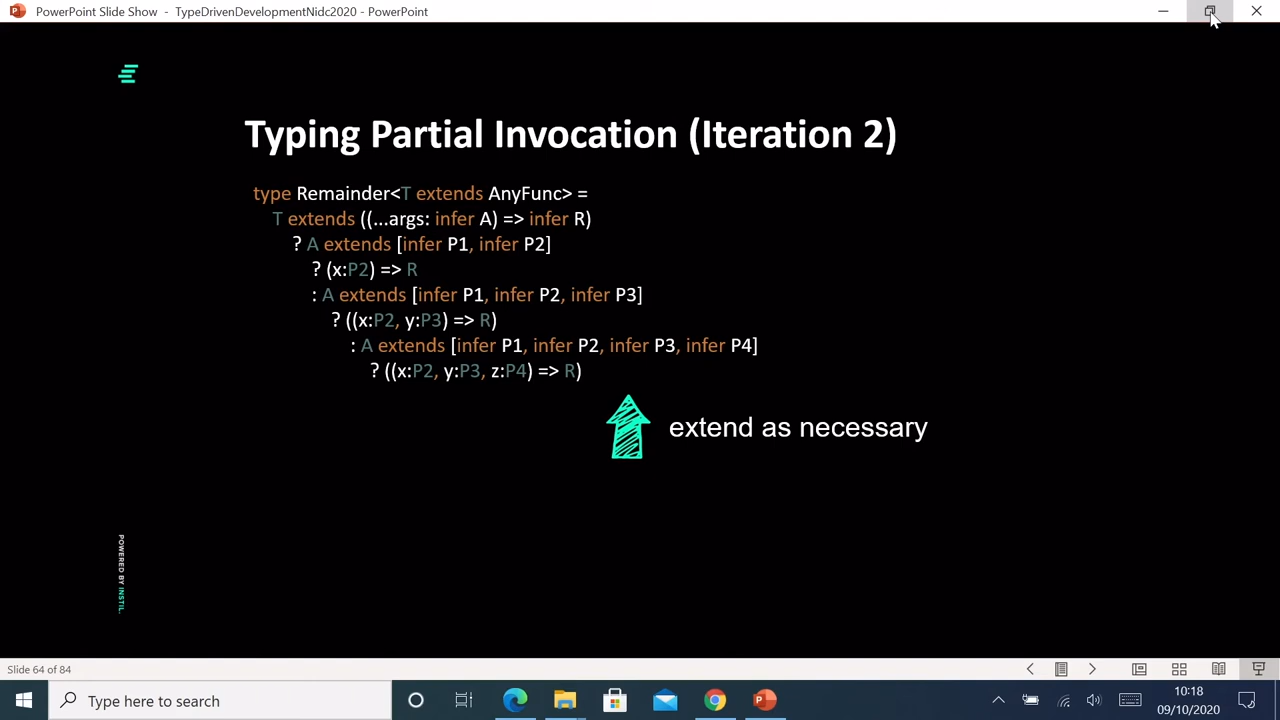 PowerPoint Slide Show - TypeDrivenDevelopmentNidc2020 - PowerPoint
Typing Partial Invocation (Iteration 2)
type Remainder<T extends AnyFunc> =
T extends ((...args: infer A) => infer R)
? A extends [infer P1, infer P2]
? (x:P2) => R
: A extends [infer P1, infer P2, infer P3]
? ((x:P2, y:P3) => R)
: A extends [infer P1, infer P2, infer P3, infer P4]
? ((x:P2, y:P3, z:P4) => R)
extend as necessary
POWERED BY INSTIL.
Slide 64 of 84
Type here to search
10:18
09/10/2020